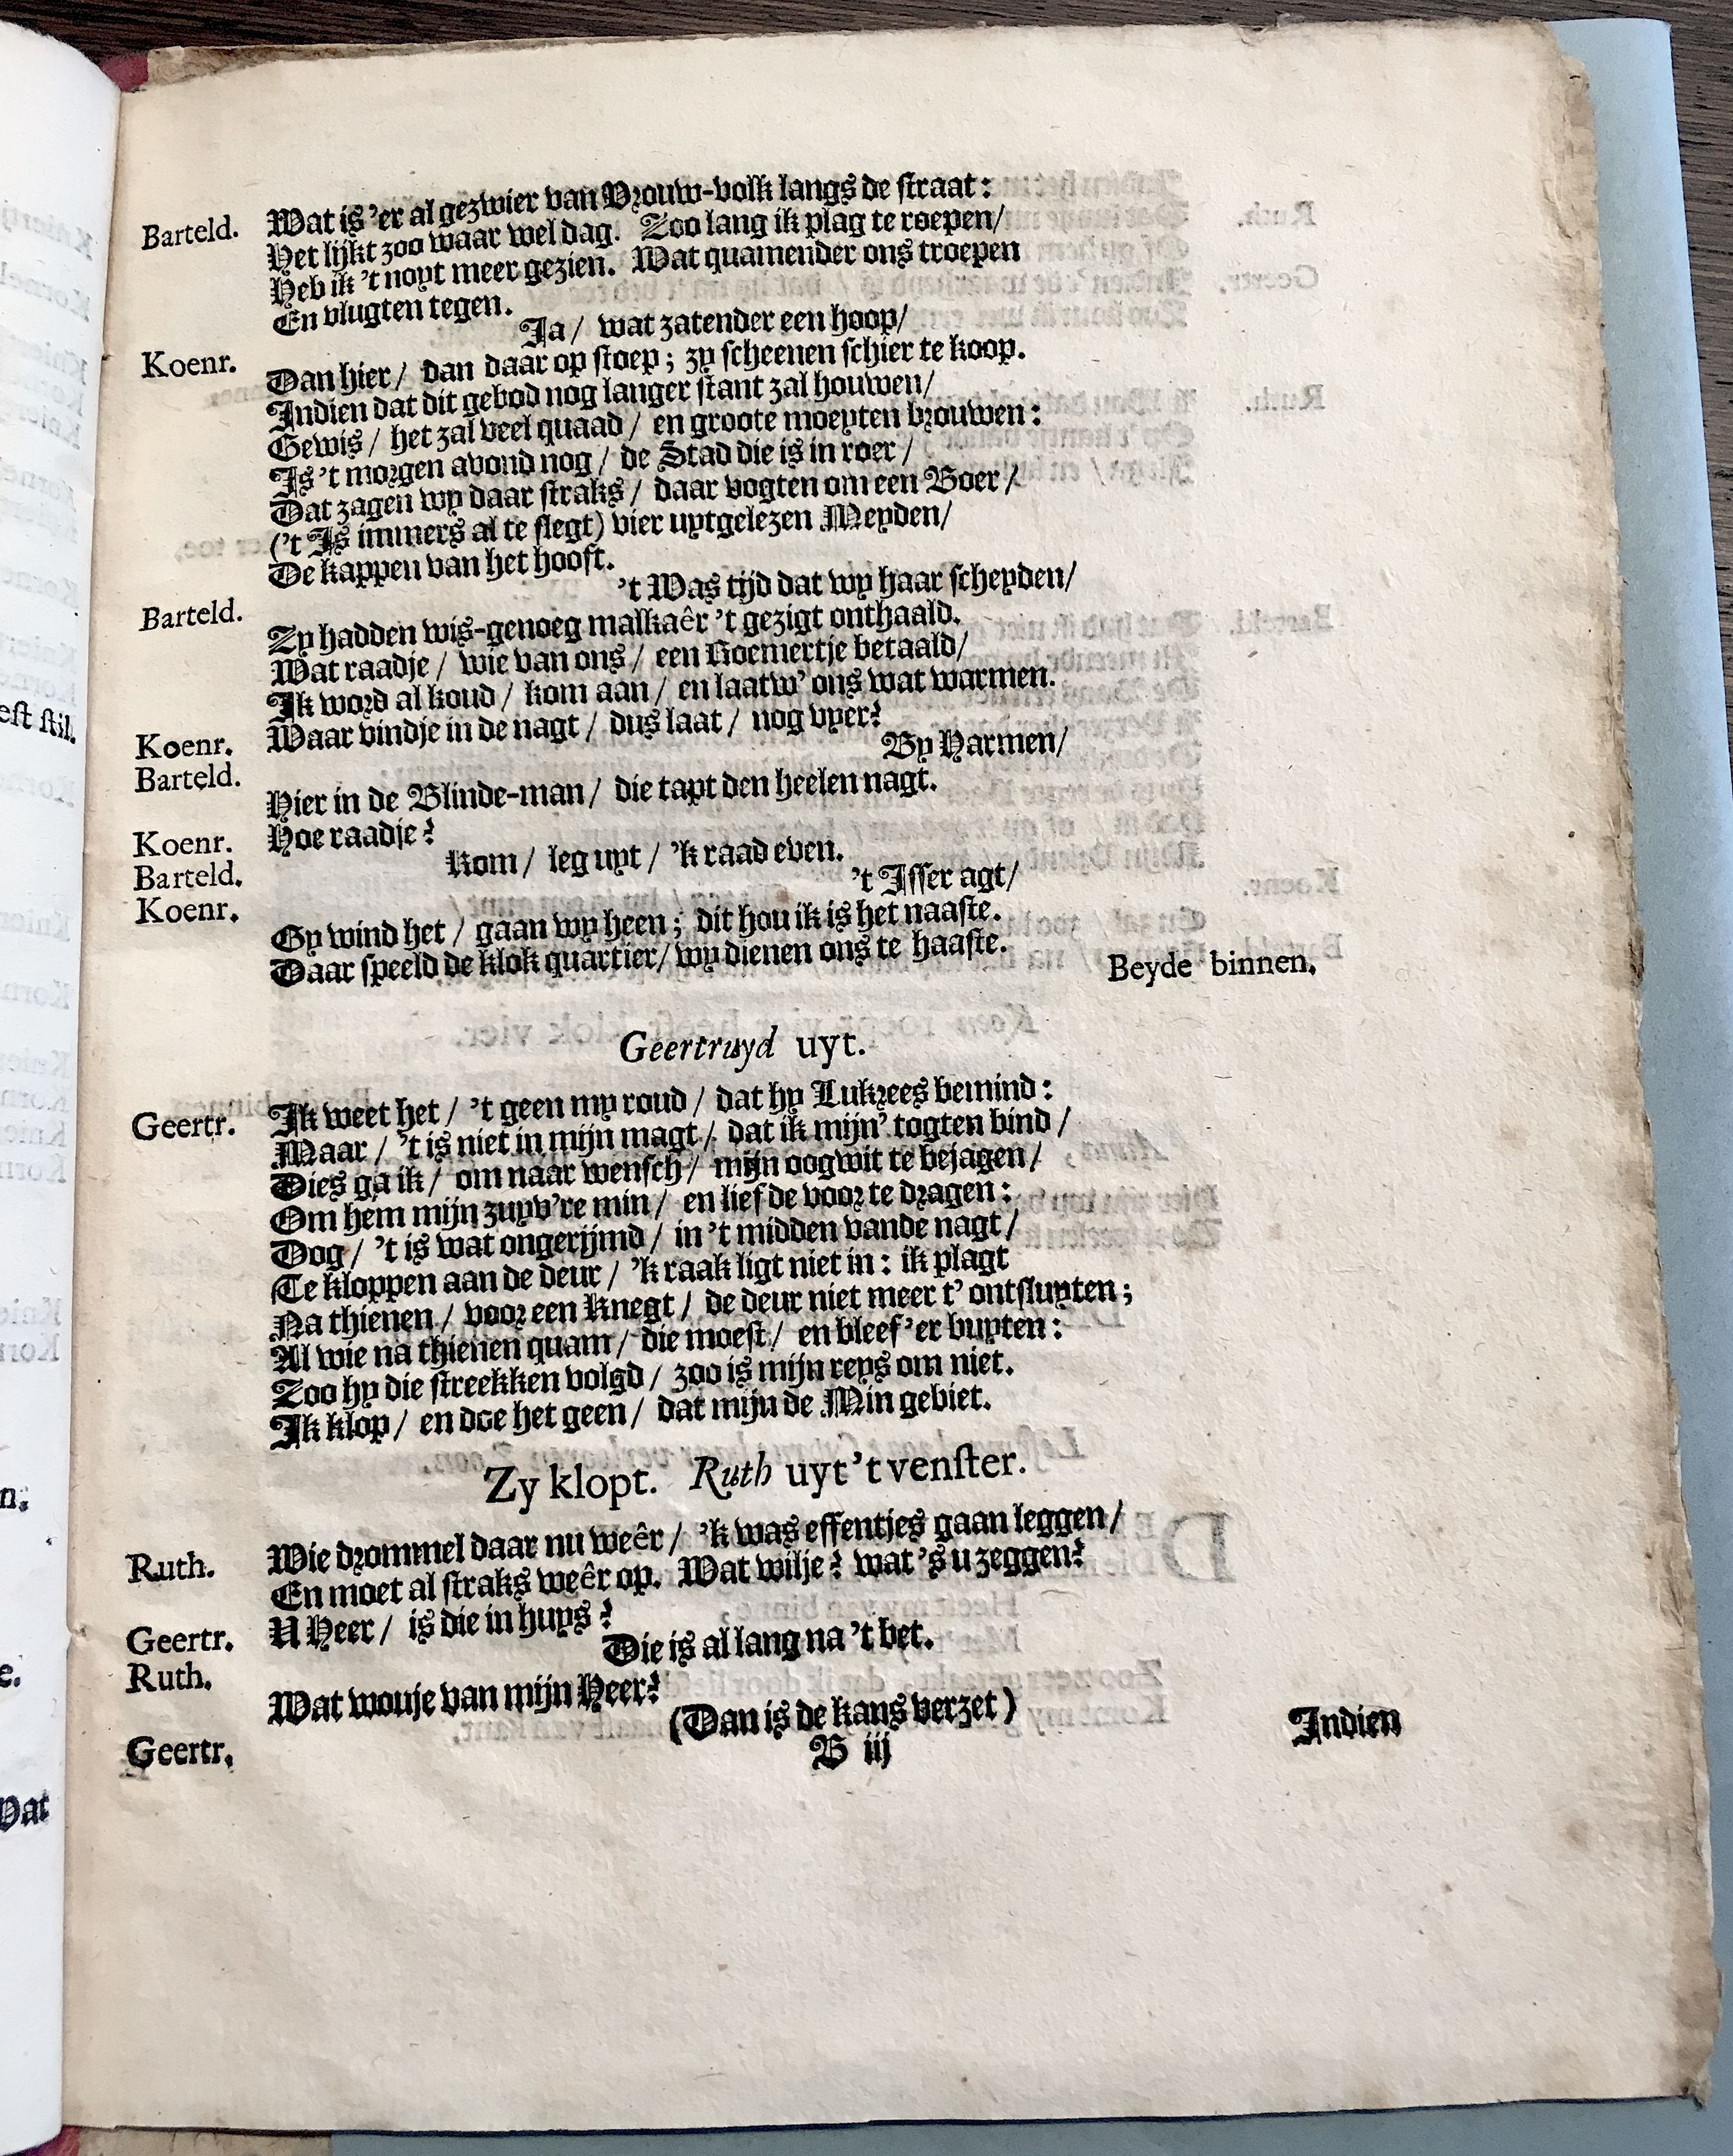 Barteld. Wat is 'er al gezwier van Vrouw-volk langs de straat:
Het lijkt zoo waar wel dag. Zoo lang ik plag te roepen/
Heb ik 't noyt meer gezien. Wat quamender ons troepen
En vlugten tegen.
Koenr. Ja/ wat zatender een hoop/
Dan hier/ dan daar op stoep; zy scheenen schier te koop.
Indien dat dit gebod nog langer stant zal houwen/
Gewis/ het zal veel quaad/ en groote moeyten brouwen:
Is 't morgen avond nog/ de Stad die is in roer/
Dat zagen wy daar straks/ daar vogten om een Boer/
('t Is immers al te slegt) vier uytgelezen Meyden/
De kappen van het hooft.
Barteld. 't Was tijd dat wy haar scheyden/
Zy hadden wis-genoeg malkaêr 't gezigt onthaald.
Wat raadje/ wie van ons/ een Roemertje betaald/
Ik word al koud/ kom aan/ en laatw' ons wat warmen.
Koenr. Waar vindje in de nagt/ dus laat/ nog vyer?
Barteld. By Harmen/
Hier in de Blinde-man/ die tapt den heelen nagt.
Koenr. Hoe raadje?
Barteld. Kom/ leg uyt/ 'k raad even.
Koenr. 't Isser agt/
Gy wind het/ gaan wy heen; dit hou ik is het naaste.
Daar speeld de klok quartier/ wy dienen ons te haaste.
Beyde binnen.
Geertruyd uyt.
Geertr. Ik weet het/ 't geen my roud/ dat hy Lukrees bemind:
Maar/ 't is niet in mijn magt/ dat ik mijn' togten bind/
Dies ga ik/ om naar wensch/ mijn oogwit te bejagen/
Om hem mijn zuyv're min/ en liefde voor te dragen:
Dog/ 't is wat ongerijmd/ in 't midden vande nagt/
Te kloppen aan de deur/ 'k raak ligt niet in: ik plagt
Na thienen/ voor een Knegt/ de deur niet meer t' ontsluyten;
Al wie na thienen quam/ die moest/ en bleef 'er buyten:
Zoo hy die streekken volgd/ zoo is mijn reys om niet.
Ik klop/ en doe het geen/ dat mijn de Min gebiet.
Zy klopt. Ruth uyt 't venster.
Ruth. Wie drommel daar nu weêr/ 'k was effentjes gaan leggen/
En moet al straks weêr op. Wat wilje? wat 's u zeggen?
Geertr. U Heer/ is die in huys?
Ruth. Die is al lang na 't bet.
Wat wouje van mijn Heer?
Geertr. (Dan is de kans verzet)
B iij
Indien